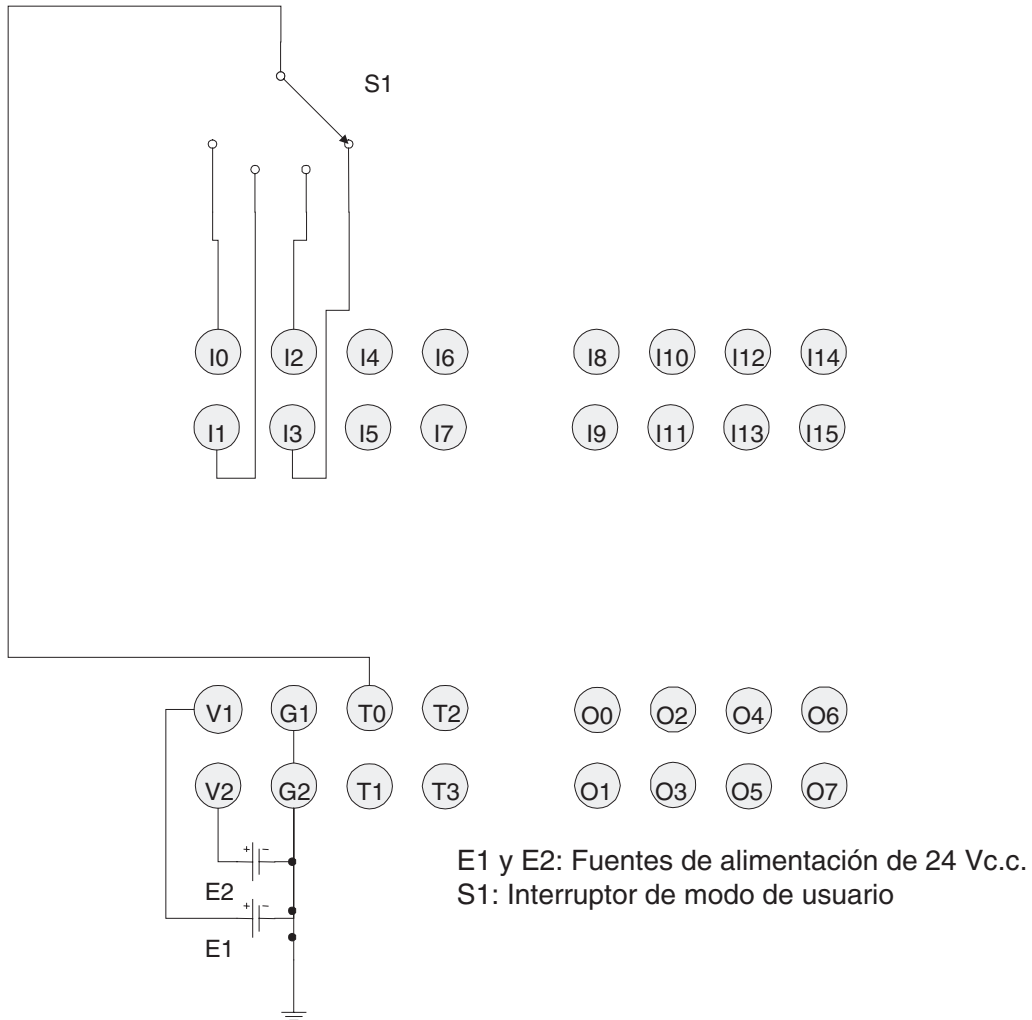 S1
I0 I2 I4 I6 I8 I10 I12 I14
I1 I3 I5 I7 I9 I11 I13 I15
V1 G1 T0 T2 O0 O2 O4 O6
V2 G2 T1 T3 O1 O3 O5 O7
+ −
E2
+ −
E1
E1 y E2: Fuentes de alimentación de 24 Vc.c.
S1: Interruptor de modo de usuario